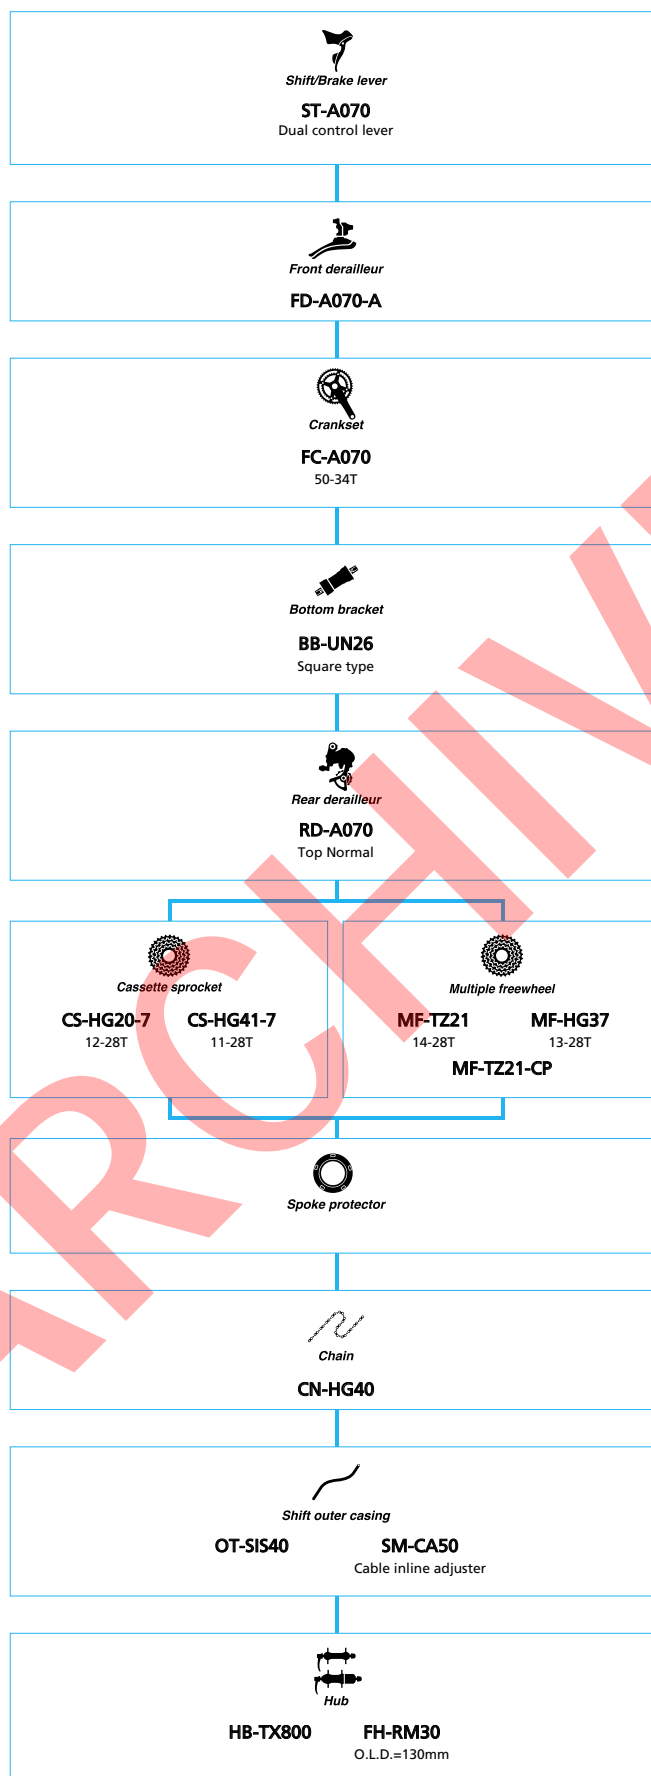 Shift/Brake lever
ST-A070
Dual control lever
Front derailleur
FD-A070-A
Crankset
FC-A070
50-34T
Bottom bracket
BB-UN26
Square type
Rear derailleur
RD-A070
Top Normal
Cassette sprocket
CS-HG20-7 CS-HG41-7
12-28T 11-28T
Multiple freewheel
MF-TZ21 MF-HG37
14-28T 13-28T
MF-TZ21-CP
Spoke protector
Chain
CN-HG40
Shift outer casing
OT-SIS40 SM-CA50
Cable inline adjuster
Hub
HB-TX800 FH-RM30
O.L.D.=130mm
ARCHIV